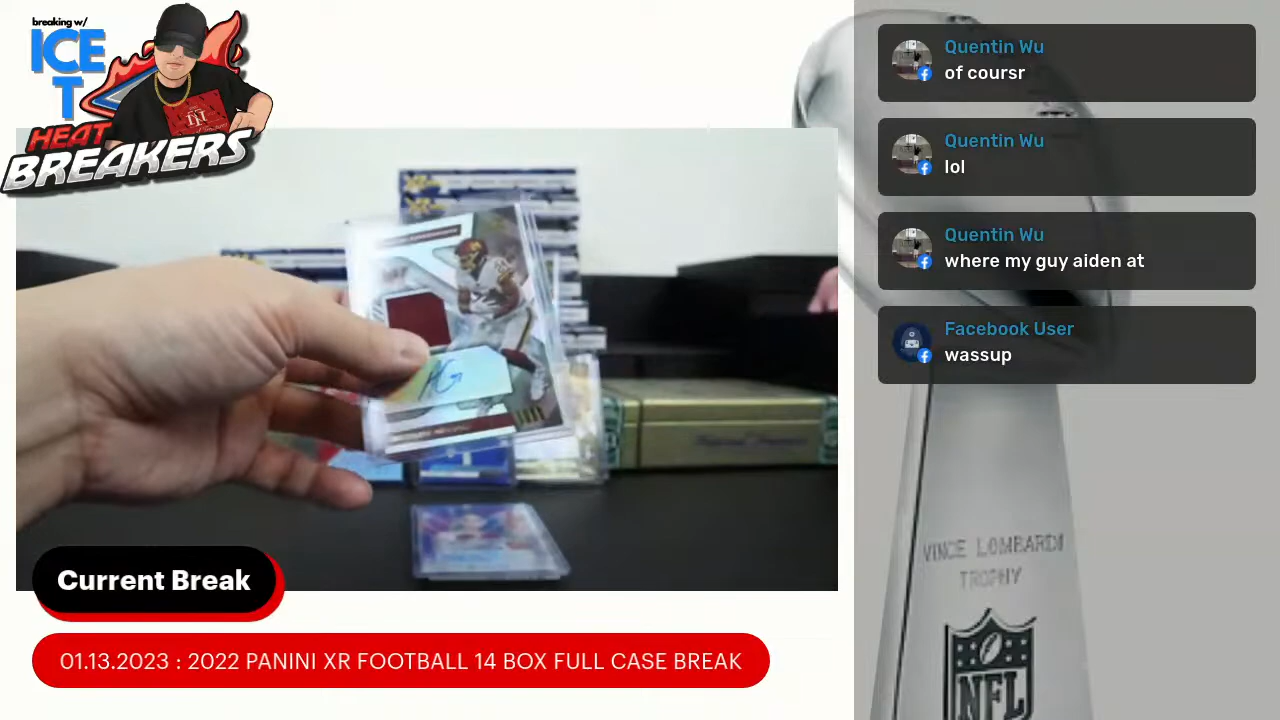 breaking w/
ICE
T
HEAT
BREAKERS
Quentin Wu
of coursr
Quentin Wu
lol
Quentin Wu
where my guy aiden at
Facebook User
wassup
VINCE LOMBARDI
TROPHY
NFL
Current Break
01.13.2023 : 2022 PANINI XR FOOTBALL 14 BOX FULL CASE BREAK